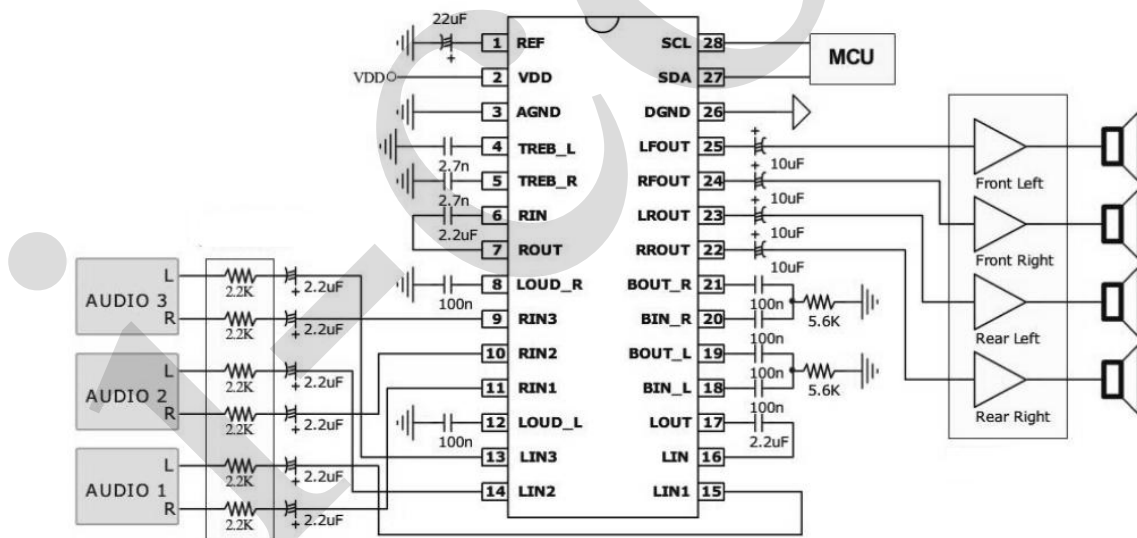 22uF
1 REF SCL 28
MCU
VDD 2 VDD SDA 27
3 AGND DGND 26
4 TREB_L LFOUT 25
2.7n 10uF
5 TREB_R RFOUT 24
Front Left
2.7n 10uF
6 RIN LROUT 23
2.2uF 10uF
7 ROUT RROUT 22
Front Right
10uF
L 2.2K 2.2uF
AUDIO 3
8 LOUD_R BOUT_R 21
100n 100n
R 2.2K 2.2uF
9 RIN3 BIN_R 20
5.6K
100n
Rear Left
10 RIN2 BOUT_L 19
L 2.2K 2.2uF
100n
AUDIO 2
11 RIN1 BIN_L 18
5.6K
R 2.2K 2.2uF
100n
12 LOUD_L LOUT 17
Rear Right
100n 2.2uF
13 LIN3 LIN 16
L 2.2K 2.2uF
AUDIO 1
14 LIN2 LIN1 15
R 2.2K 2.2uF